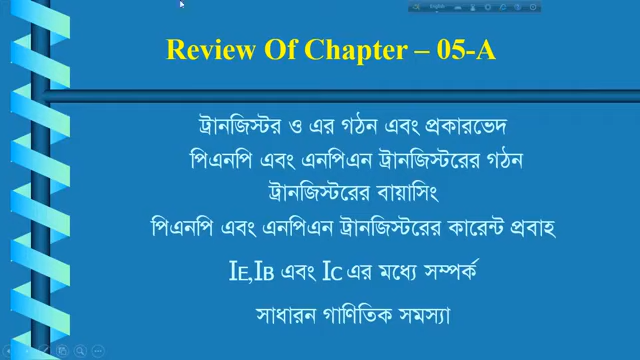 Review Of Chapter – 05-A
ট্রানজিস্টর ও এর গঠন এবং প্রকারভেদ
পিএনপি এবং এনপিএন ট্রানজিস্টরের গঠন
ট্রানজিস্টরের বায়াসিং
পিএনপি এবং এনপিএন ট্রানজিস্টরের কারেন্ট প্রবাহ
IE,IB এবং IC এর মধ্যে সম্পর্ক
সাধারন গাণিতিক সমস্যা